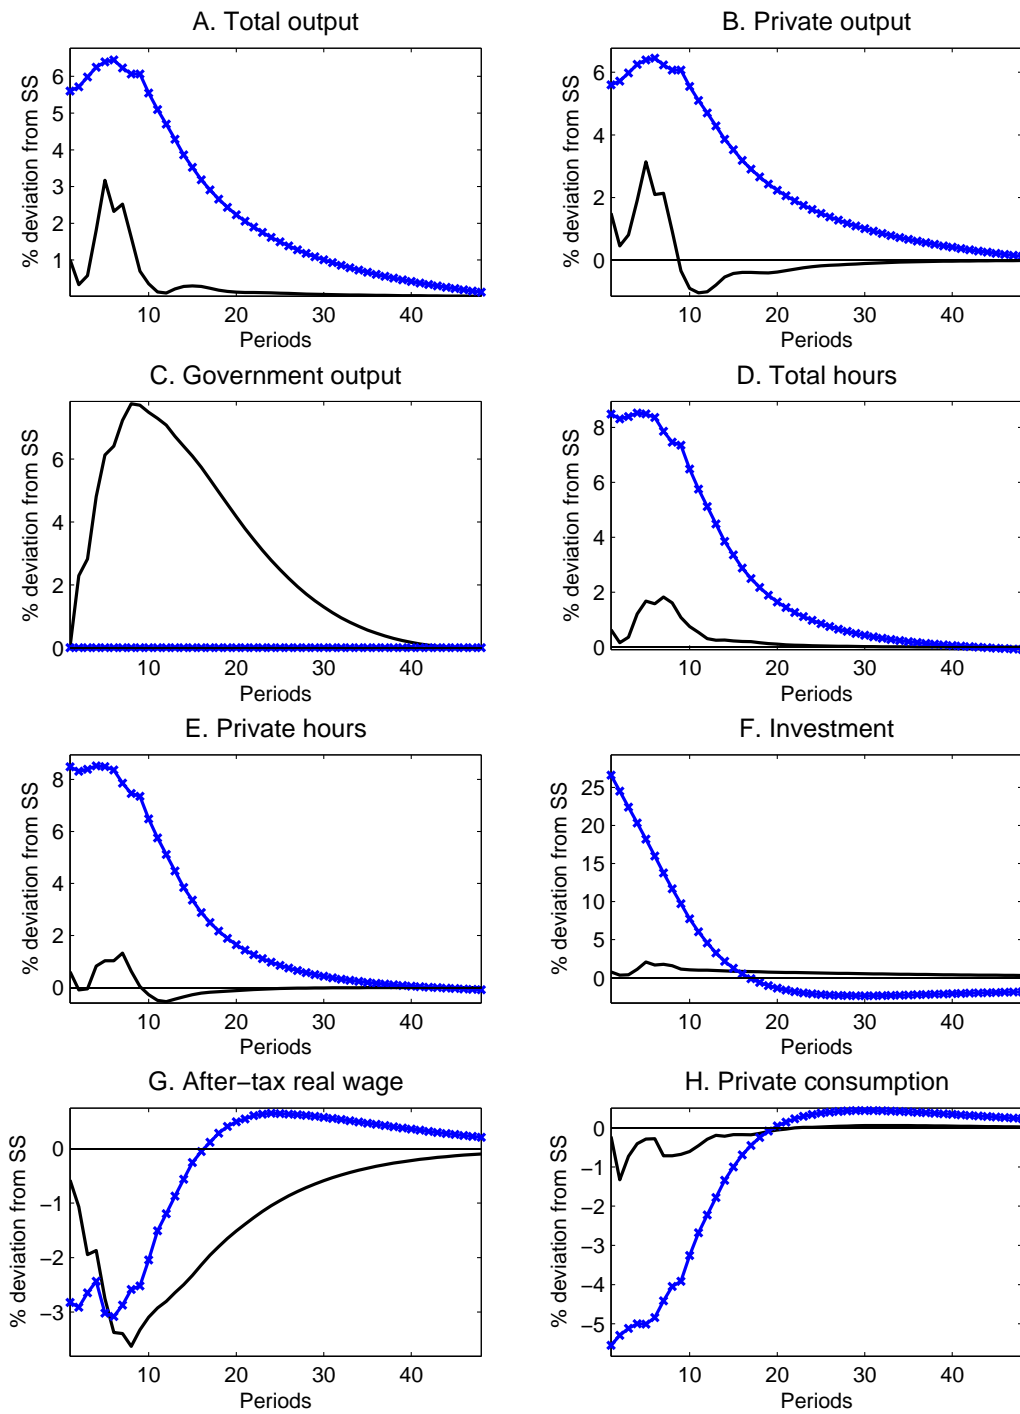 A. Total output
% deviation from SS
6
5
4
3
2
1
10 20 30 40
Periods
B. Private output
% deviation from SS
6
4
2
0
10 20 30 40
Periods
C. Government output
% deviation from SS
6
4
2
0
10 20 30 40
Periods
D. Total hours
% deviation from SS
8
6
4
2
0
10 20 30 40
Periods
E. Private hours
% deviation from SS
8
6
4
2
0
10 20 30 40
Periods
F. Investment
% deviation from SS
25
20
15
10
5
0
10 20 30 40
Periods
G. After−tax real wage
% deviation from SS
0
−1
−2
−3
10 20 30 40
Periods
H. Private consumption
% deviation from SS
0
−1
−2
−3
−4
−5
10 20 30 40
Periods